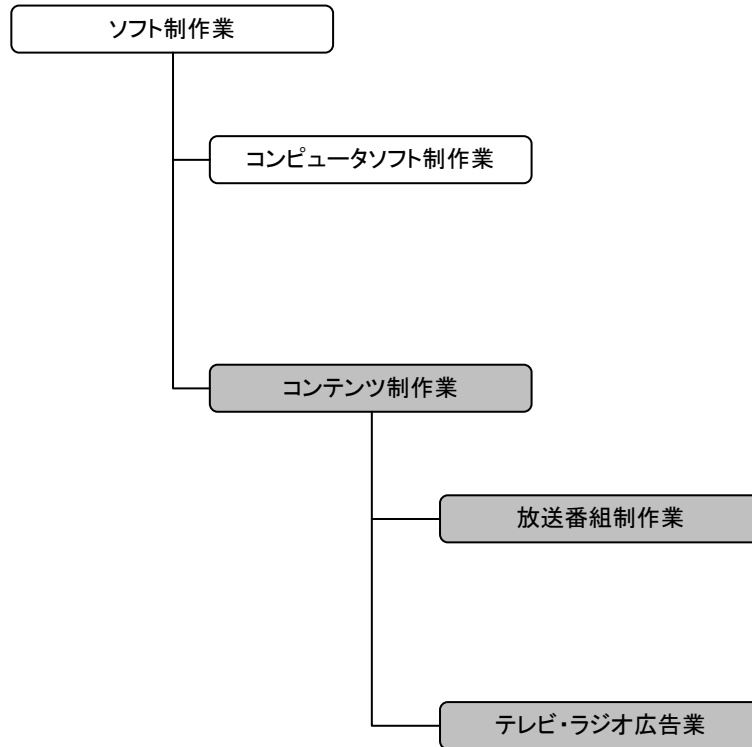 ソフト制作業
コンピュータソフト制作業
コンテンツ制作業
放送番組制作業
テレビ・ラジオ広告業